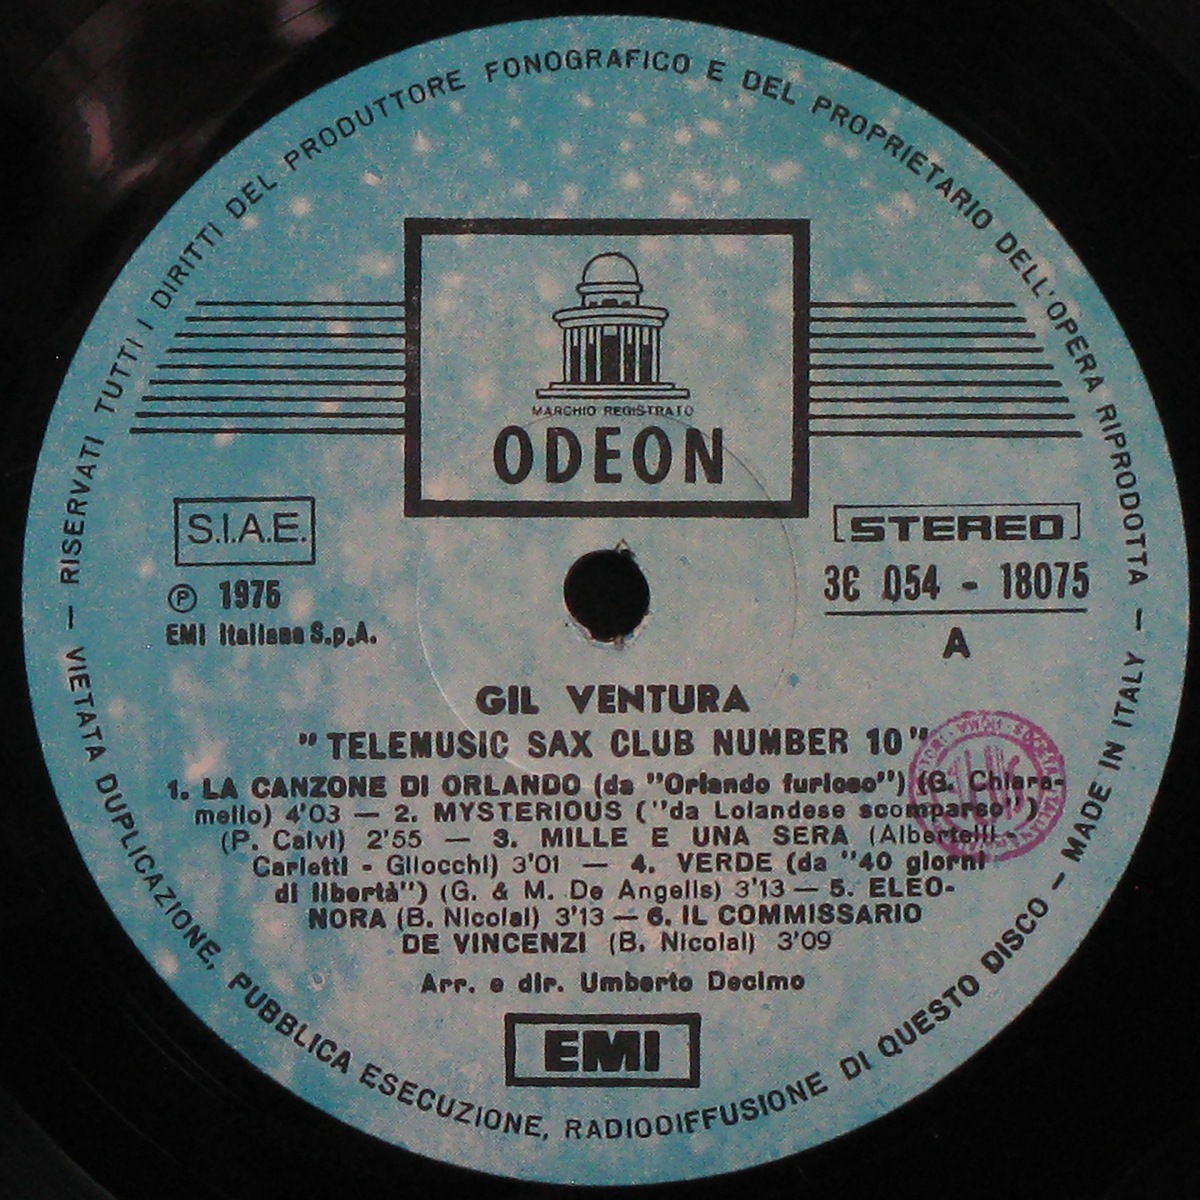 RISERVATI TUTTI I DIRITTI DEL PRODUTTORE FONOGRAFICO E DEL PROPRIETARIO DELL'OPERA RIPRODOTTA — MADE IN ITALY
MARCHIO REGISTRATO
ODEON
S.I.A.E.
Ⓟ 1975
EMI Italiana S.p.A.
STEREO
3C 054 - 18075
A
GIL VENTURA
"TELEMUSIC SAX CLUB NUMBER 10"
1. LA CANZONE DI ORLANDO (da "Orlando furioso") (G. Chiara-
mello) 4'03 — 2. MYSTERIOUS ("da Lolandese scomparso")
(P. Calvi) 2'55 — 3. MILLE E UNA SERA (Albertelli -
Carletti - Gilocchi) 3'01 — 4. VERDE (da "40 giorni
di libertà") (G. & M. De Angelis) 3'13 — 5. ELEO-
NORA (B. Nicolai) 3'13 — 6. IL COMMISSARIO
DE VINCENZI (B. Nicolai) 3'09
Arr. e dir. Umberto Decimo
EMI
— VIETATA DUPLICAZIONE, PUBBLICA ESECUZIONE, RADIODIFFUSIONE DI QUESTO DISCO —